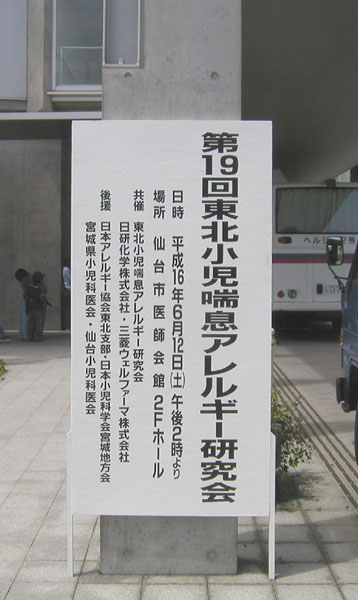 第19回東北小児喘息アレルギー研究会
日時 平成16年6月12日(土)午後2時より
場所 仙台市医師会館2Fホール
共催 東北小児喘息アレルギー研究会
日研化学株式会社・三菱ウェルファーマ株式会社
後援 日本アレルギー協会東北支部・日本小児科学会宮城地方会
宮城県小児科医会・仙台小児科医会